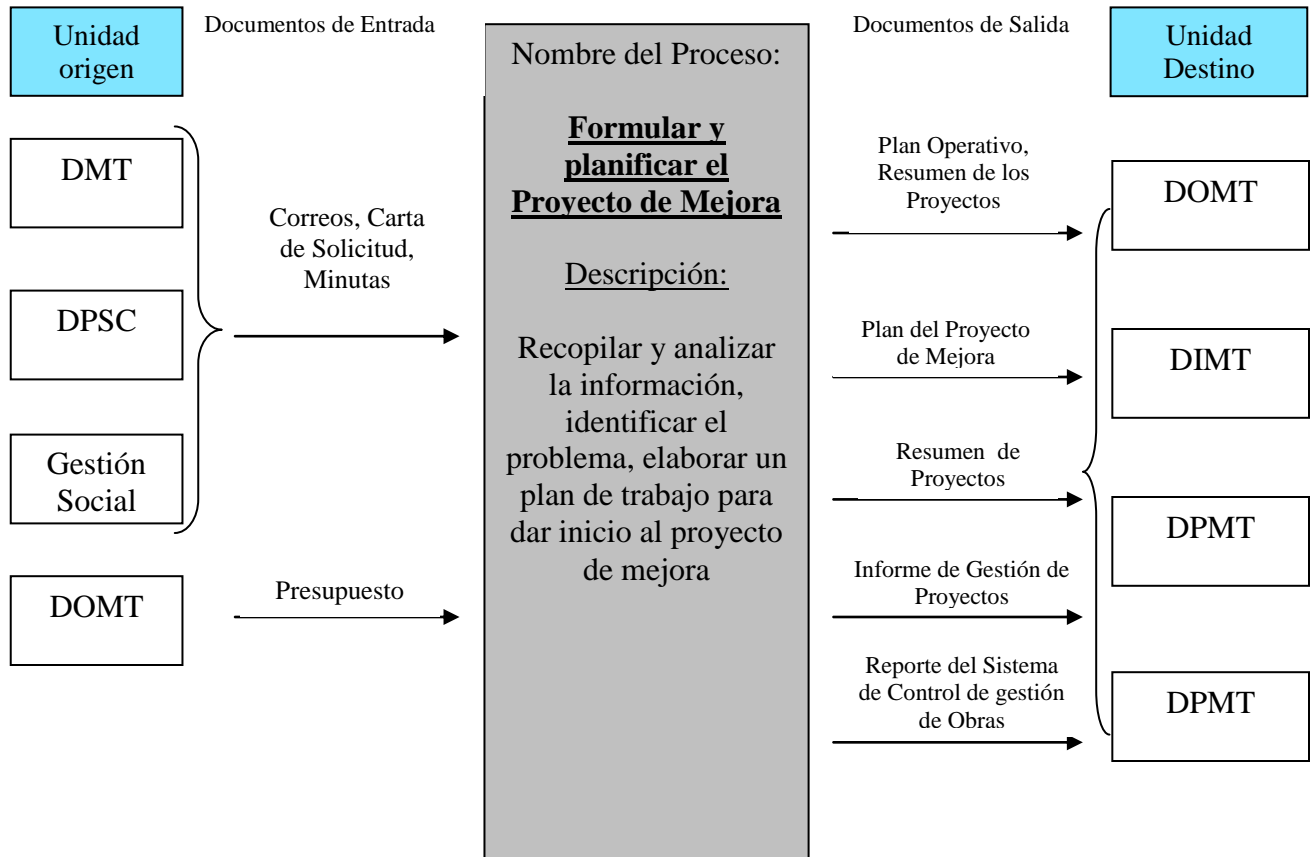 Unidad
origen
Documentos de Entrada
DMT
DPSC
Gestión
Social
DOMT
Correos, Carta
de Solicitud,
Minutas
Presupuesto
Nombre del Proceso:
Formular y
planificar el
Proyecto de Mejora
Descripción:
Recopilar y analizar
la información,
identificar el
problema, elaborar un
plan de trabajo para
dar inicio al proyecto
de mejora
Documentos de Salida
Plan Operativo,
Resumen de los
Proyectos
Plan del Proyecto
de Mejora
Resumen de
Proyectos
Informe de Gestión de
Proyectos
Reporte del Sistema
de Control de gestión
de Obras
Unidad
Destino
DOMT
DIMT
DPMT
DPMT